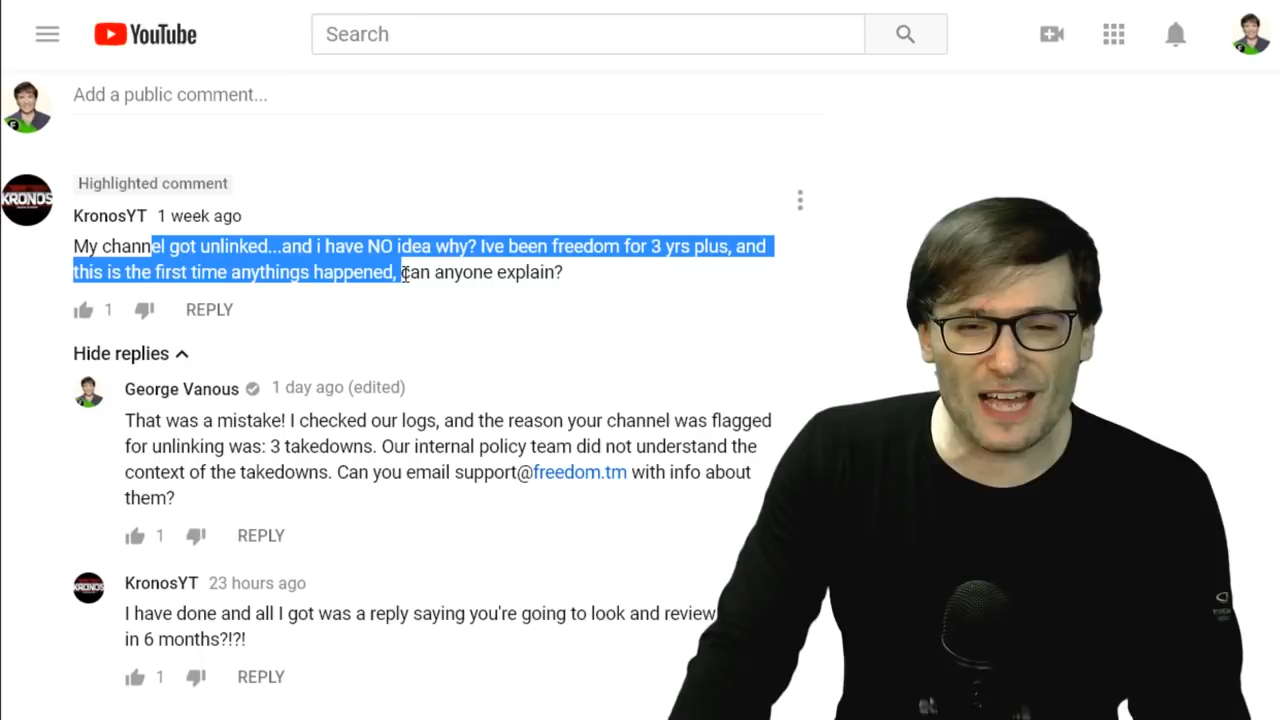 YouTube
Search
Add a public comment...
Highlighted comment
KRONOS
KronosYT 1 week ago
My channel got unlinked...and i have NO idea why? Ive been freedom for 3 yrs plus, and
this is the first time anythings happened, can anyone explain?
1 REPLY
Hide replies
George Vanous 1 day ago (edited)
That was a mistake! I checked our logs, and the reason your channel was flagged
for unlinking was: 3 takedowns. Our internal policy team did not understand the
context of the takedowns. Can you email support@freedom.tm with info about
them?
1 REPLY
KRONOS
KronosYT 23 hours ago
I have done and all I got was a reply saying you're going to look and review
in 6 months?!?!
1 REPLY